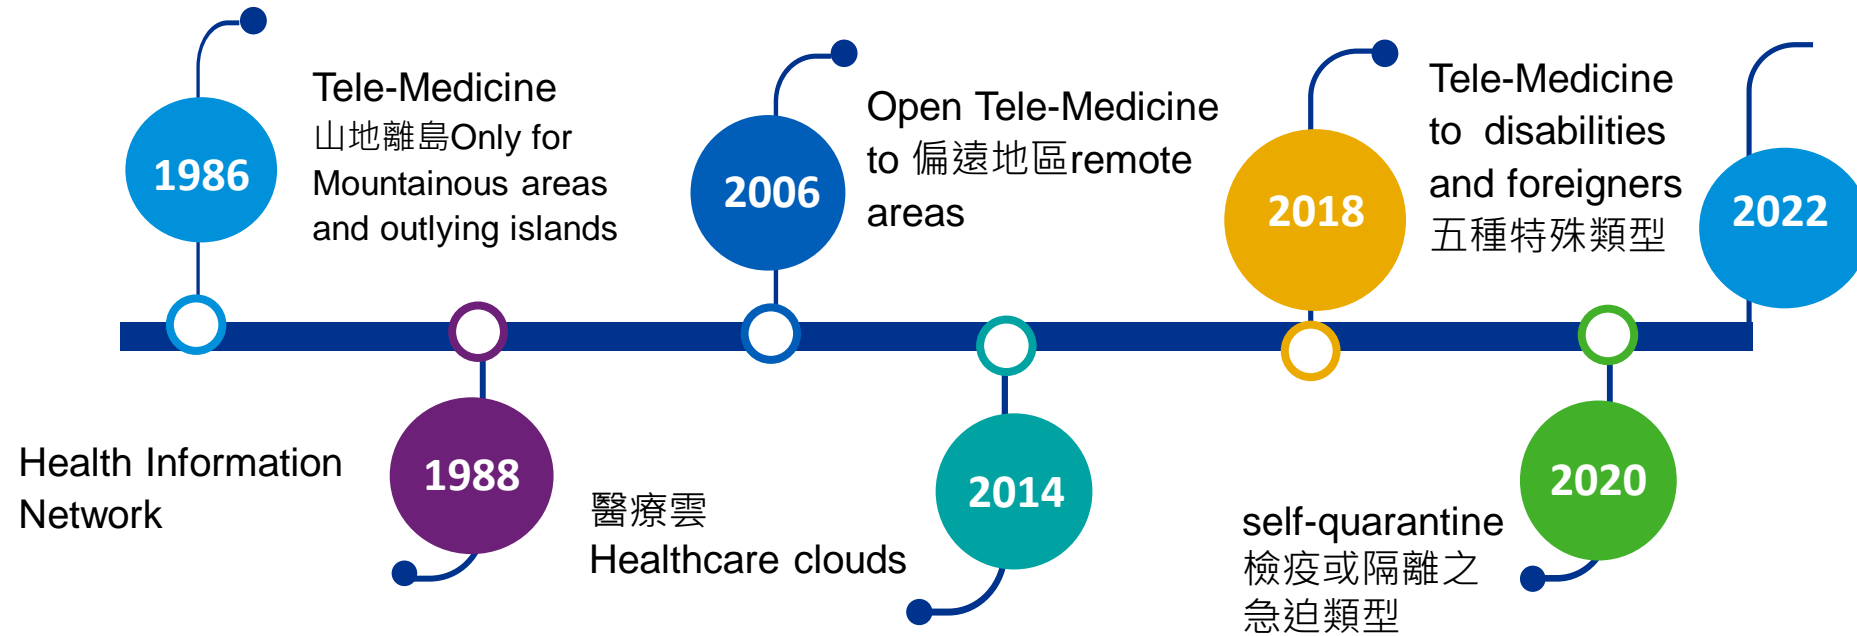 1986
Tele-Medicine
山地離島Only for
Mountainous areas
and outlying islands
2006
Open Tele-Medicine
to 偏遠地區remote
areas
2018
Tele-Medicine
to disabilities
and foreigners
五種特殊類型
2022
Health Information
Network
1988
醫療雲
Healthcare clouds
2014
self-quarantine
檢疫或隔離之
急迫類型
2020